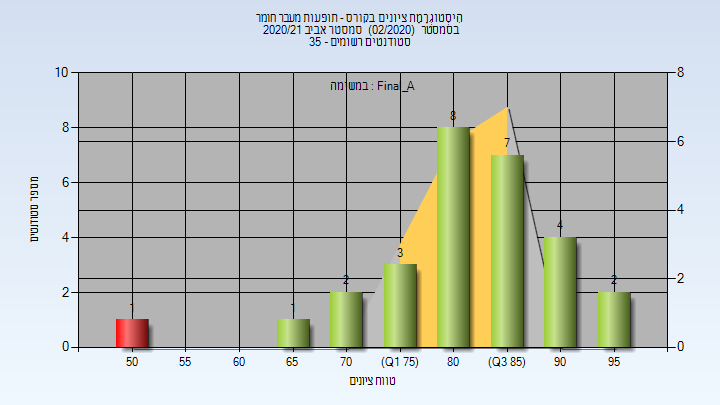 היסטוגרמת ציונים בקורס - תופעות מעבר חומר
בסמסטר (02/2020) סמסטר אביב 2020/21
סטודנטים רשומים - 35
במשימה : Final_A
מספר סטודנטים
10
8
6
4
2
0
8
6
4
2
0
1
1
2
3
8
7
4
2
50 55 60 65 70 (Q1 75) 80 (Q3 85) 90 95
טווח ציונים